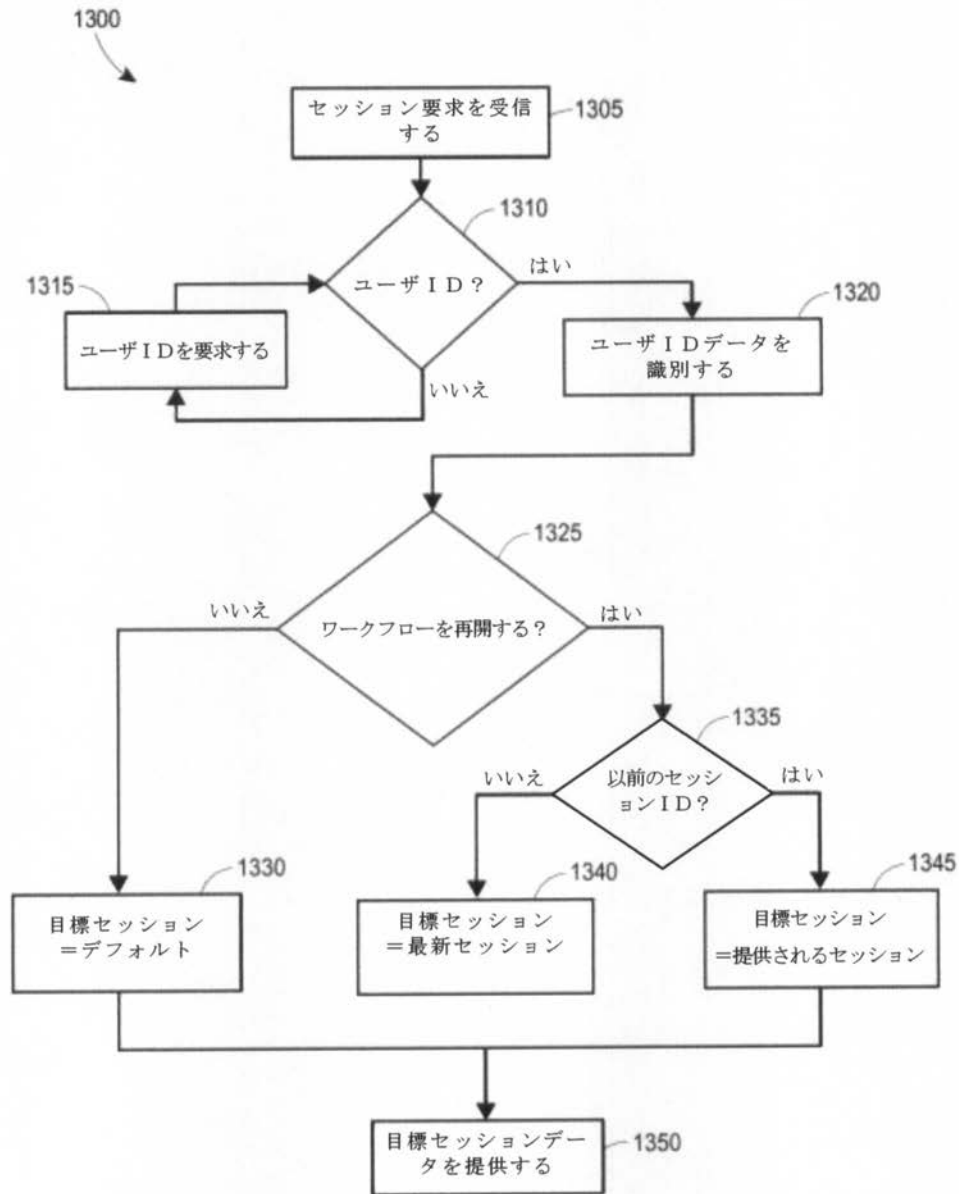 1300
セッション要求を受信
する
1305
1310
ユーザＩＤ？
はい
いいえ
1315
ユーザＩＤを要求する
1320
ユーザＩＤデータを
識別する
1325
ワークフローを再開する？
いいえ
はい
1335
以前のセッシ
ョンＩＤ？
いいえ
はい
1330
目標セッション
＝デフォルト
1340
目標セッション
＝最新セッション
1345
目標セッション
＝提供されるセッション
目標セッションデー
タを提供する
1350